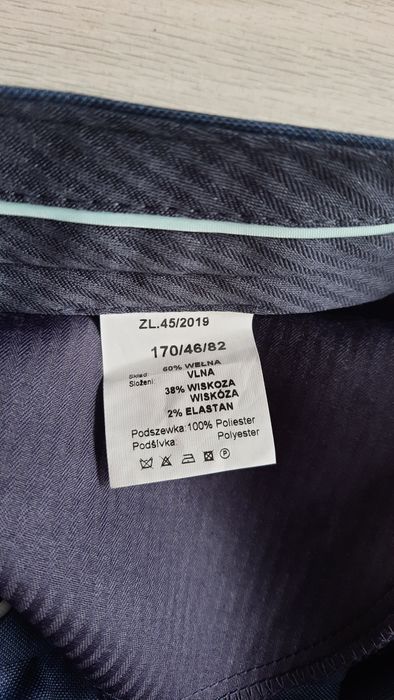 ZL.45/2019
170/46/82
Skład: 60% WEŁNA
Složení: VLNA
38% WISKOZA
WISKÓZA
2% ELASTAN
Podszewka:100% Poliester
Podšívka: Polyester
P